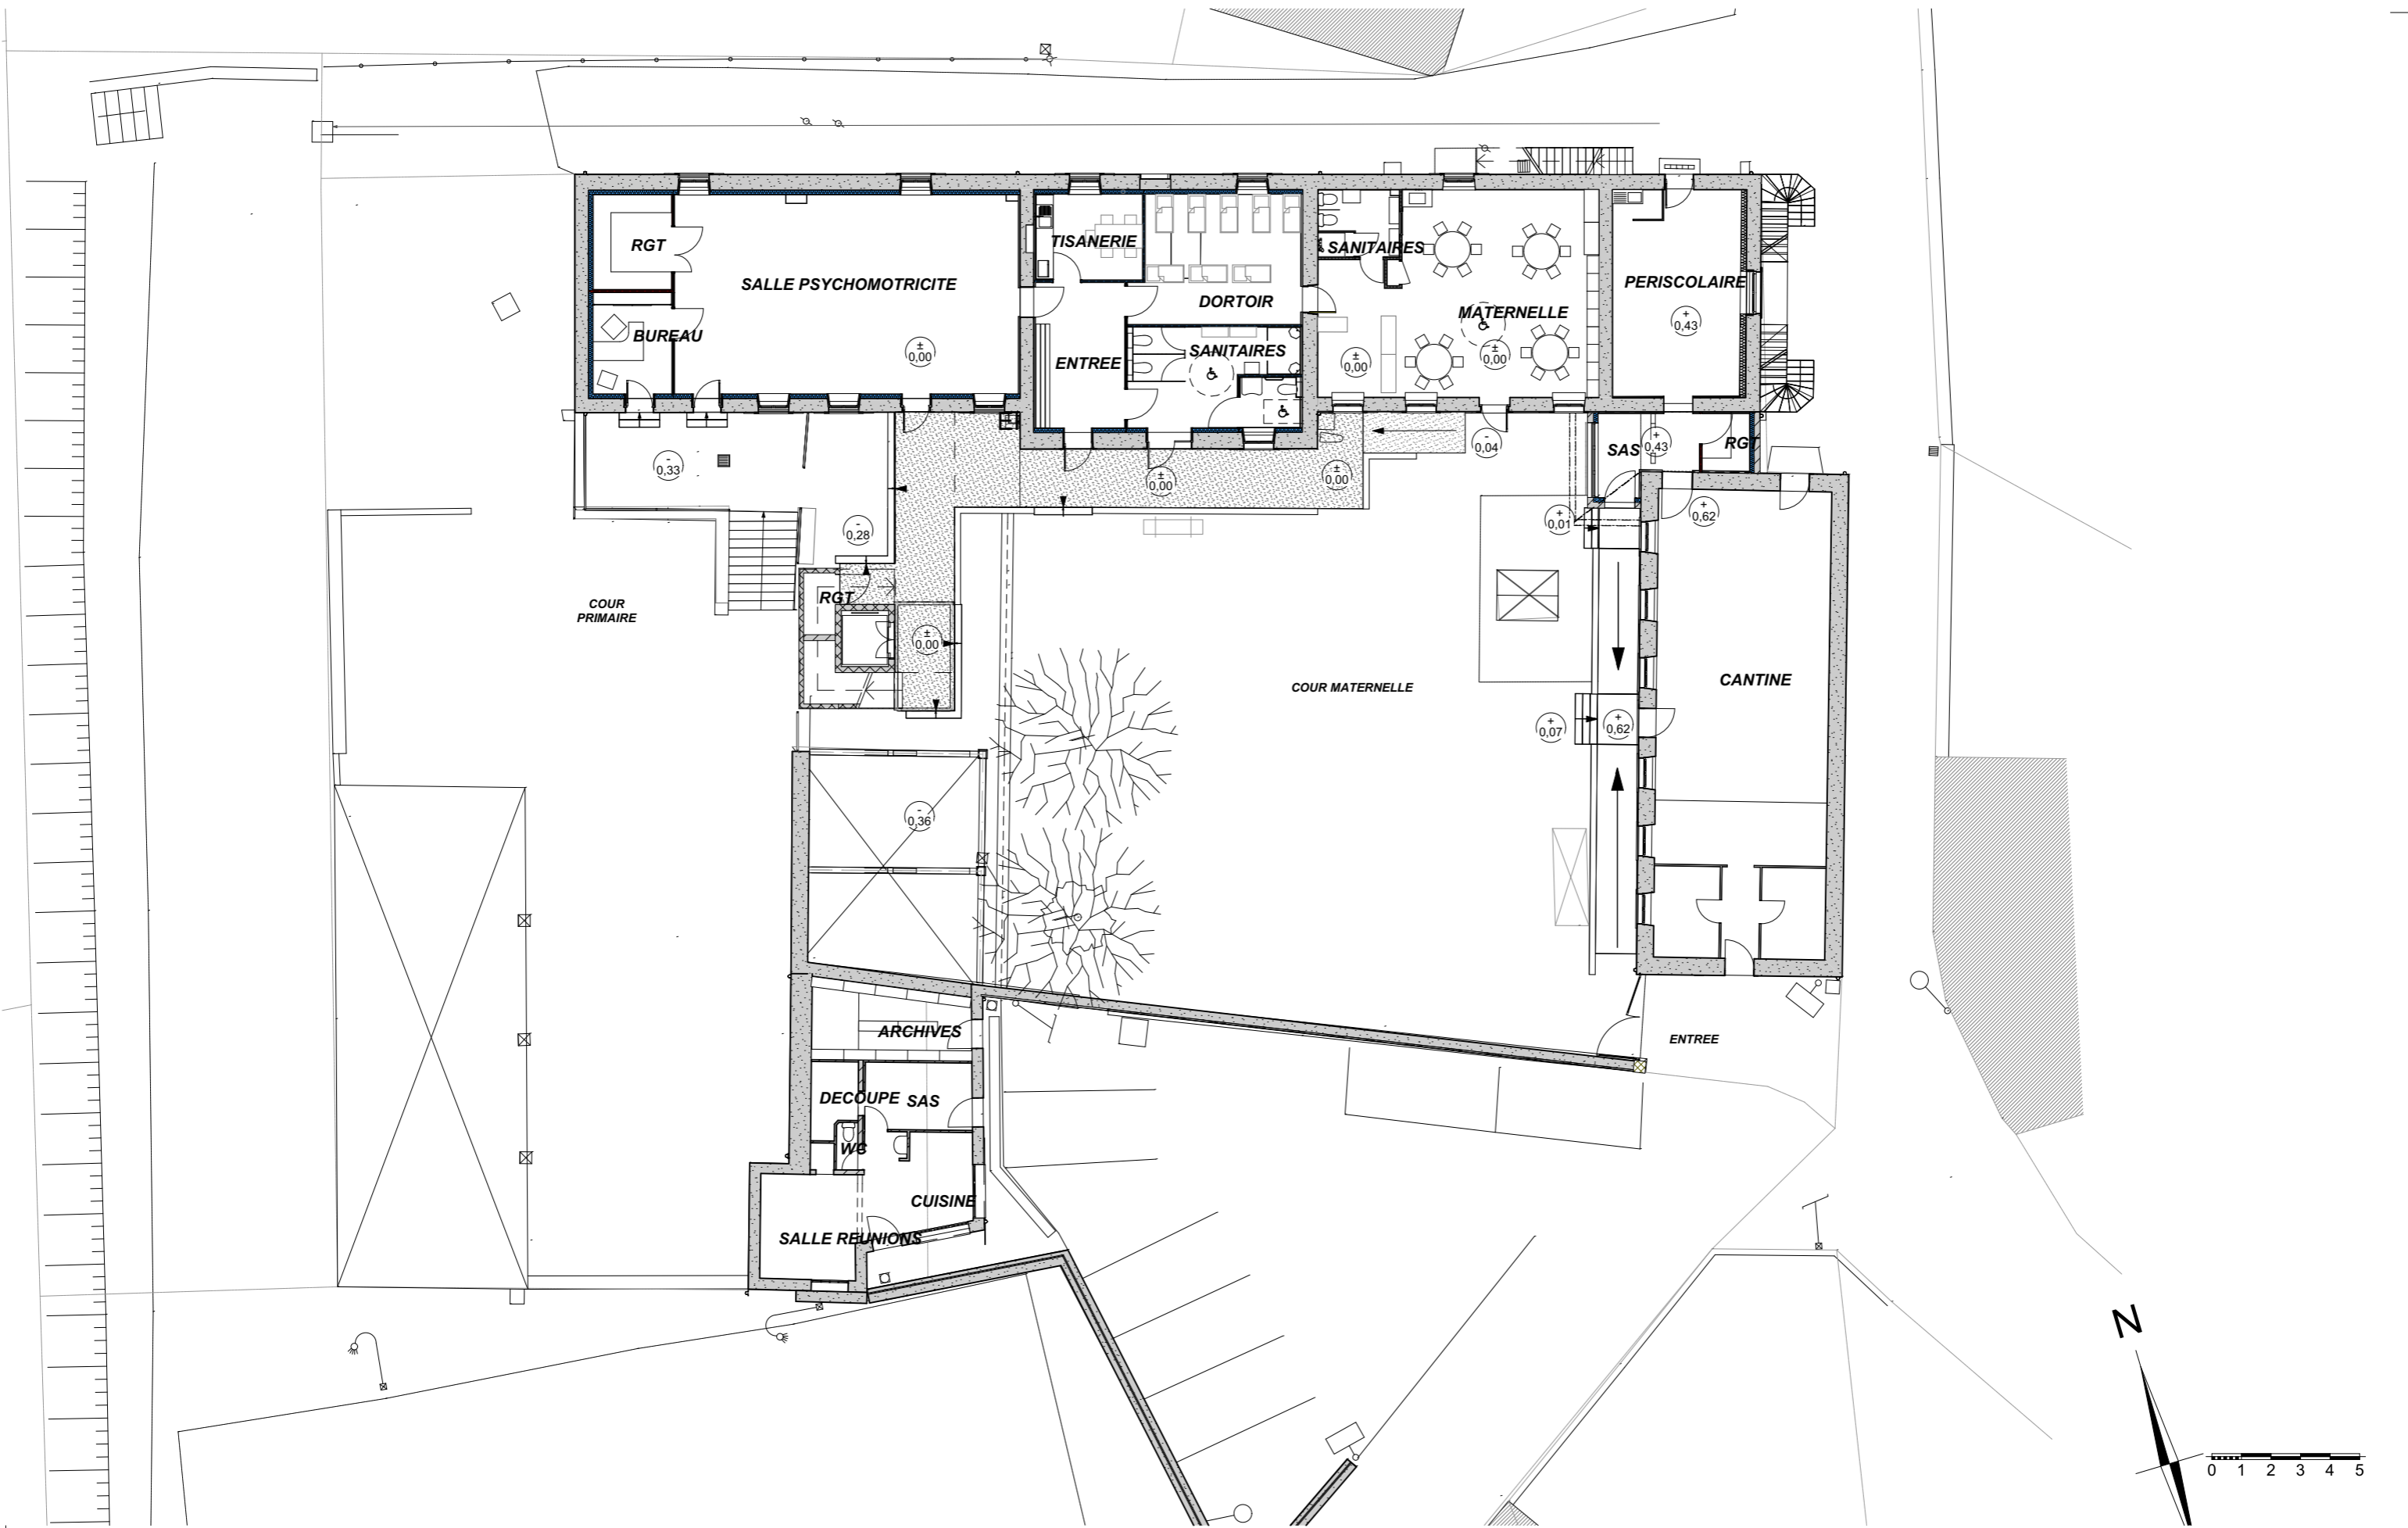 RGT
SALLE PSYCHOMOTRICITE
BUREAU
±
0,00
TISANERIE
DORTOIR
ENTREE
SANITAIRES
SANITAIRES
MATERNELLE
±
0,00
±
0,00
PERISCOLAIRE
+
0,43
-
0,33
-
0,28
±
0,00
±
0,00
-
0,04
SAS
+
0,43
RGT
+
0,01
+
0,62
COUR
PRIMAIRE
RGT
±
0,00
COUR MATERNELLE
CANTINE
+
0,07
+
0,62
-
0,36
ARCHIVES
ENTREE
DECOUPE
SAS
WC
CUISINE
SALLE REUNIONS
N
0 1 2 3 4 5